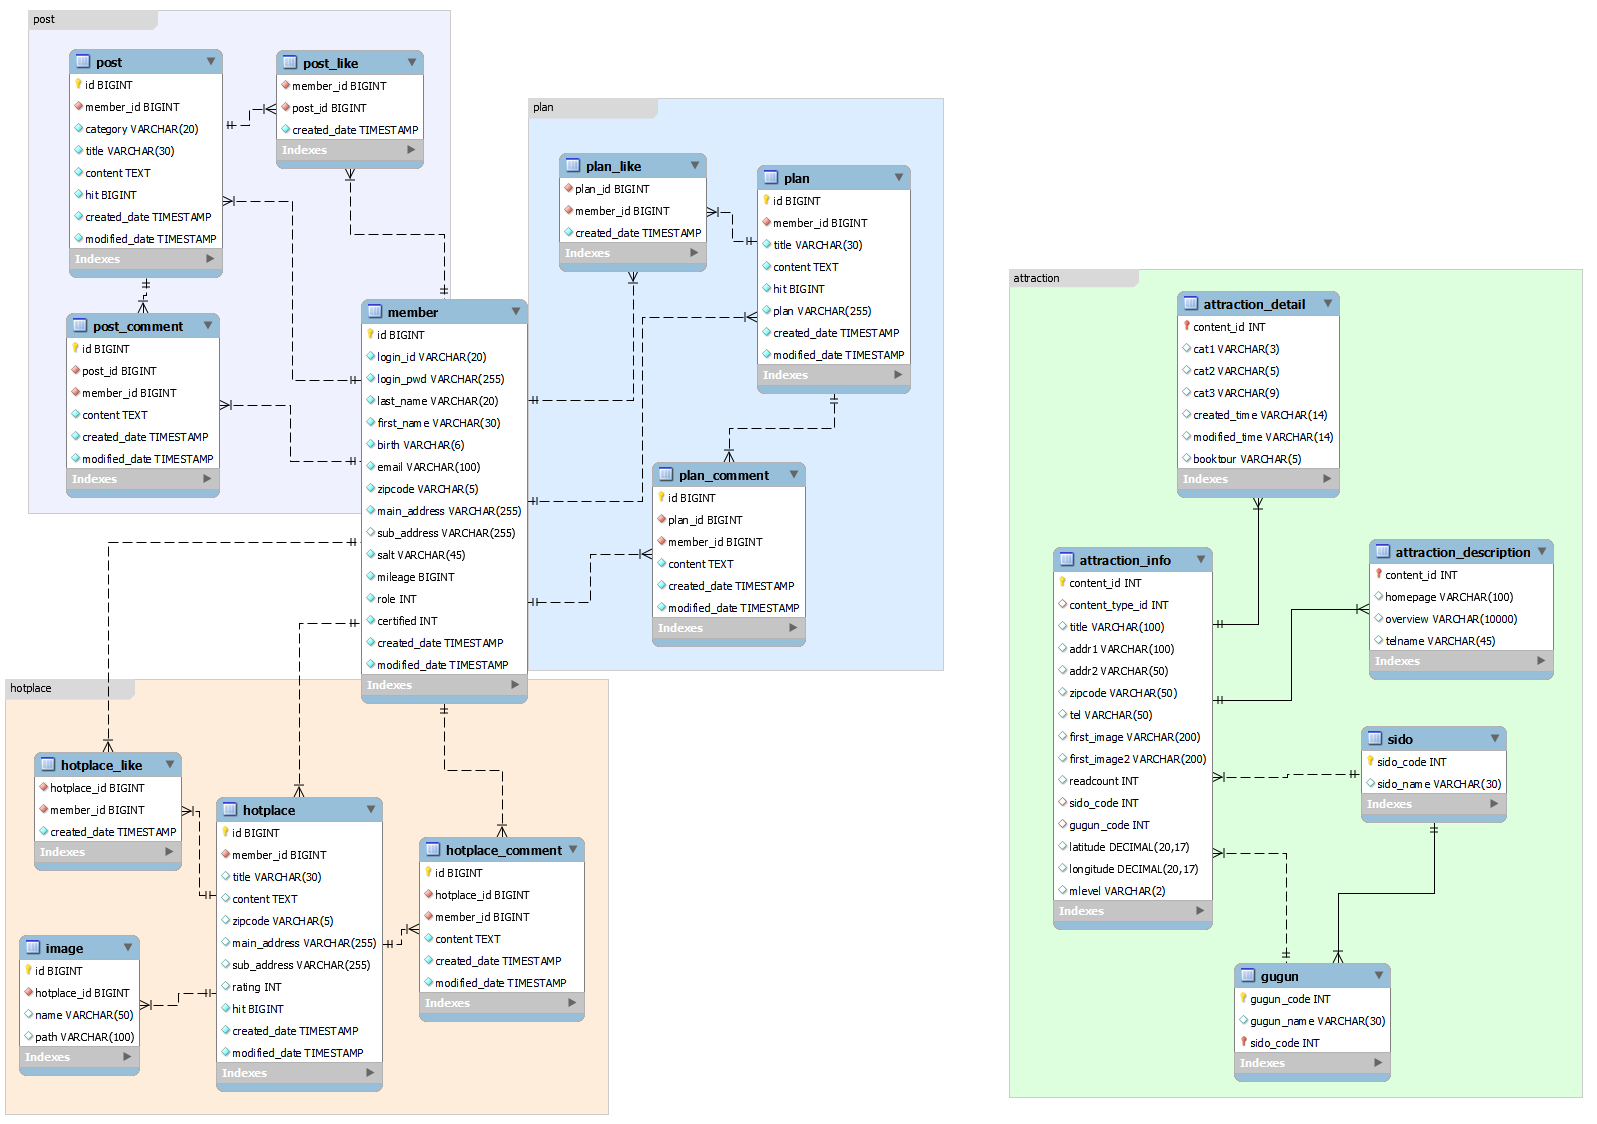 post
post
id BIGINT
member_id BIGINT
category VARCHAR(20)
title VARCHAR(30)
content TEXT
hit BIGINT
created_date TIMESTAMP
modified_date TIMESTAMP
Indexes
post_like
member_id BIGINT
post_id BIGINT
created_date TIMESTAMP
Indexes
post_comment
id BIGINT
post_id BIGINT
member_id BIGINT
content TEXT
created_date TIMESTAMP
modified_date TIMESTAMP
Indexes
member
id BIGINT
login_id VARCHAR(20)
login_pwd VARCHAR(255)
last_name VARCHAR(20)
first_name VARCHAR(30)
birth VARCHAR(6)
email VARCHAR(100)
zipcode VARCHAR(5)
main_address VARCHAR(255)
sub_address VARCHAR(255)
salt VARCHAR(45)
mileage BIGINT
role INT
certified INT
created_date TIMESTAMP
modified_date TIMESTAMP
Indexes
plan
plan_like
plan_id BIGINT
member_id BIGINT
created_date TIMESTAMP
Indexes
plan
id BIGINT
member_id BIGINT
title VARCHAR(30)
content TEXT
hit BIGINT
plan VARCHAR(255)
created_date TIMESTAMP
modified_date TIMESTAMP
Indexes
plan_comment
id BIGINT
plan_id BIGINT
member_id BIGINT
content TEXT
created_date TIMESTAMP
modified_date TIMESTAMP
Indexes
hotplace
hotplace_like
hotplace_id BIGINT
member_id BIGINT
created_date TIMESTAMP
Indexes
hotplace
id BIGINT
member_id BIGINT
title VARCHAR(30)
content TEXT
zipcode VARCHAR(5)
main_address VARCHAR(255)
sub_address VARCHAR(255)
rating INT
hit BIGINT
created_date TIMESTAMP
modified_date TIMESTAMP
Indexes
hotplace_comment
id BIGINT
hotplace_id BIGINT
member_id BIGINT
content TEXT
created_date TIMESTAMP
modified_date TIMESTAMP
Indexes
image
id BIGINT
hotplace_id BIGINT
name VARCHAR(50)
path VARCHAR(100)
Indexes
attraction
attraction_detail
content_id INT
cat1 VARCHAR(3)
cat2 VARCHAR(5)
cat3 VARCHAR(9)
created_time VARCHAR(14)
modified_time VARCHAR(14)
booktour VARCHAR(5)
Indexes
attraction_info
content_id INT
content_type_id INT
title VARCHAR(100)
addr1 VARCHAR(100)
addr2 VARCHAR(50)
zipcode VARCHAR(50)
tel VARCHAR(50)
first_image VARCHAR(200)
first_image2 VARCHAR(200)
readcount INT
sido_code INT
gugun_code INT
latitude DECIMAL(20,17)
longitude DECIMAL(20,17)
mlevel VARCHAR(2)
Indexes
attraction_description
content_id INT
homepage VARCHAR(100)
overview VARCHAR(10000)
telname VARCHAR(45)
Indexes
sido
sido_code INT
sido_name VARCHAR(30)
Indexes
gugun
gugun_code INT
gugun_name VARCHAR(30)
sido_code INT
Indexes